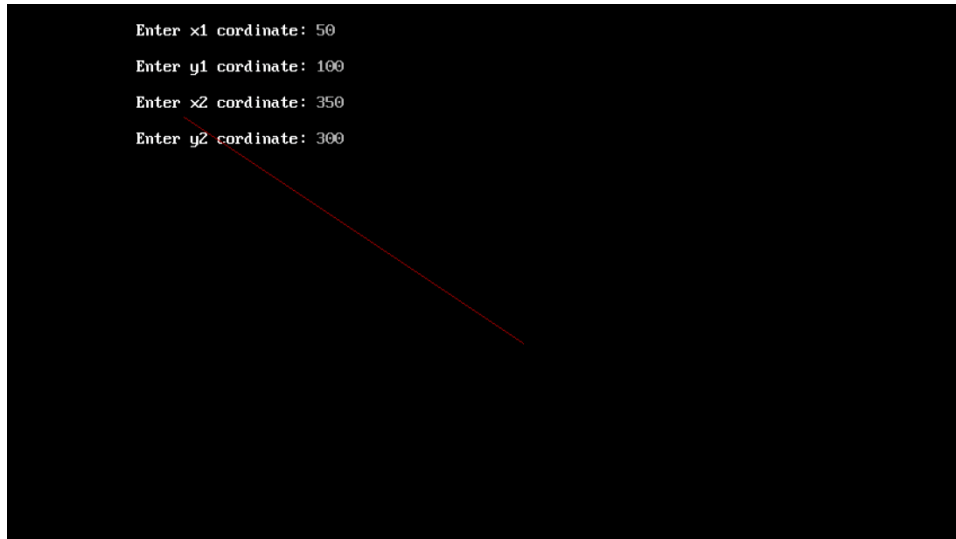 Enter x1 cordinate: 50
Enter y1 cordinate: 100
Enter x2 cordinate: 350
Enter y2 cordinate: 300